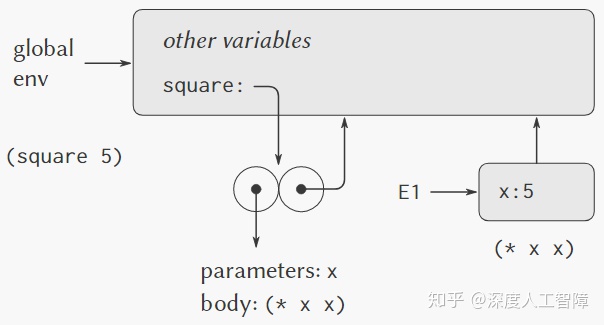 global
env
other variables
square:
(square 5)
E1
x:5
(* x x)
parameters: x
body: (* x x)
知乎 @深度人工智障